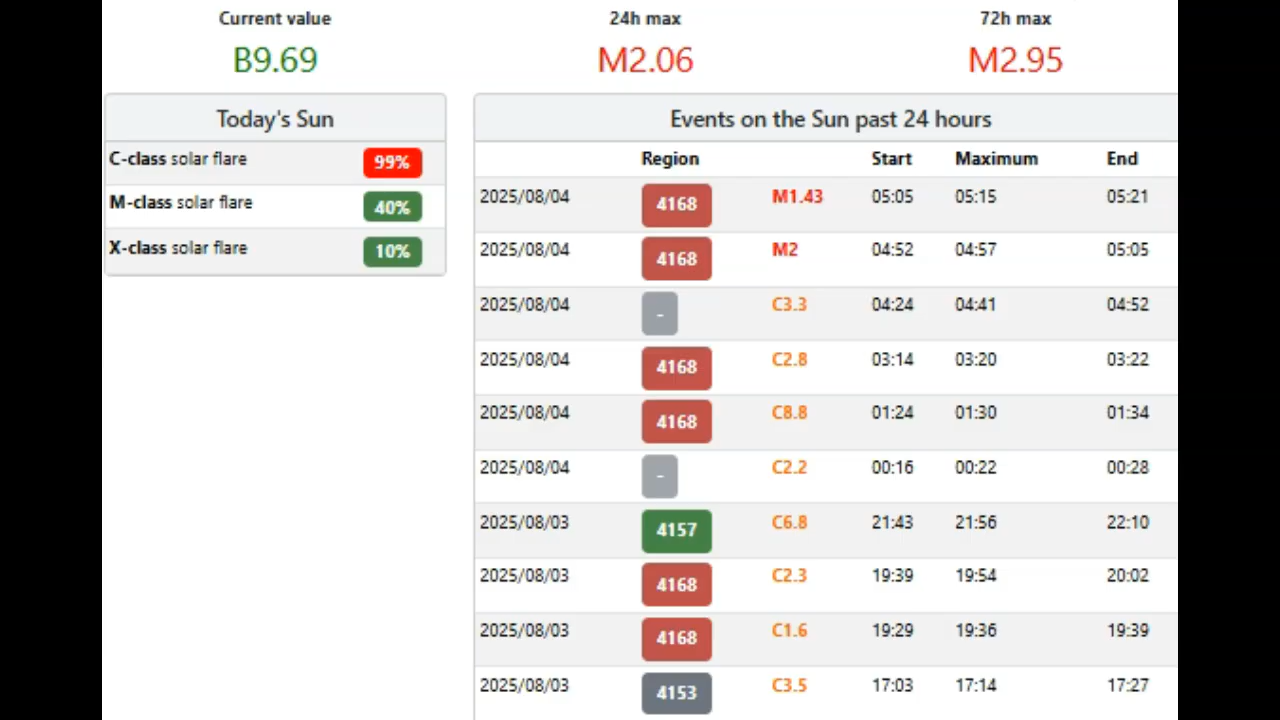 Current value 24h max 72h max
B9.69 M2.06 M2.95
Today's Sun
C-class solar flare 99%
M-class solar flare 40%
X-class solar flare 10%
Events on the Sun past 24 hours
Region Start Maximum End
2025/08/04 4168 M1.43 05:05 05:15 05:21
2025/08/04 4168 M2 04:52 04:57 05:05
2025/08/04 - C3.3 04:24 04:41 04:52
2025/08/04 4168 C2.8 03:14 03:20 03:22
2025/08/04 4168 C8.8 01:24 01:30 01:34
2025/08/04 - C2.2 00:16 00:22 00:28
2025/08/03 4157 C6.8 21:43 21:56 22:10
2025/08/03 4168 C2.3 19:39 19:54 20:02
2025/08/03 4168 C1.6 19:29 19:36 19:39
2025/08/03 4153 C3.5 17:03 17:14 17:27